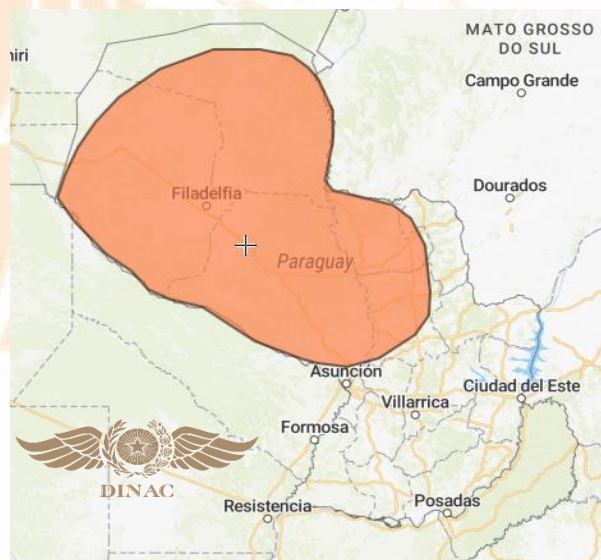 MATO GROSSO
DO SUL
Campo Grande
Dourados
Filadelfia
Paraguay
Asunción
Ciudad del Este
Villarrica
Formosa
DINAC
Resistencia
Posadas